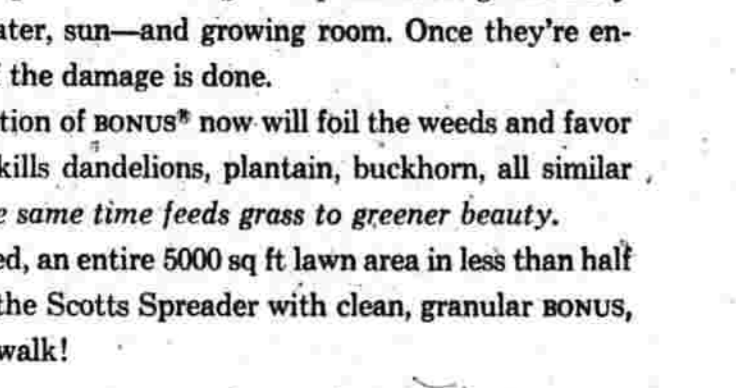 ater, sun—and growing room. Once they're en-
the damage is done.
tion of BONUS* now will foil the weeds and favor
kills dandelions, plantain, buckhorn, all similar
same time feeds grass to greener beauty.
ed, an entire 5000 sq ft lawn area in less than half
the Scotts Spreader with clean, granular BONUS,
walk!